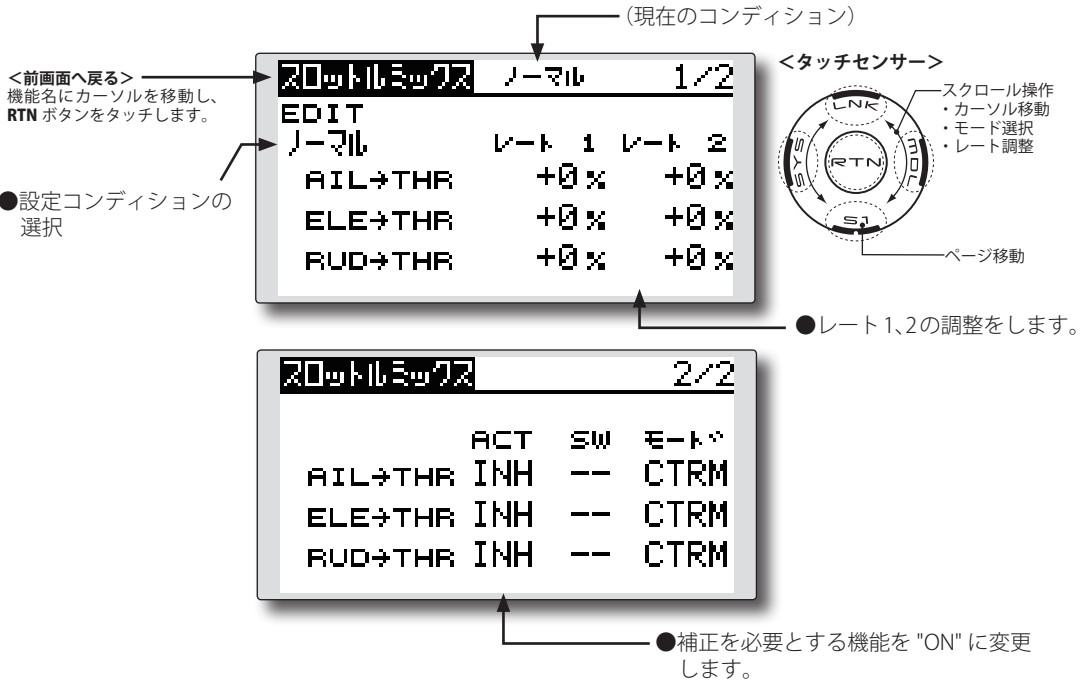 （現在のコンディション）
＜前画面へ戻る＞
機能名にカーソルを移動し、
RTN ボタンをタッチします。
スロットルミックス ノーマル 1/2
EDIT
ノーマル レート 1 レート 2
AIL→THR +0% +0%
ELE→THR +0% +0%
RUD→THR +0% +0%
●設定コンディションの
選択
＜タッチセンサー＞
LNK
SYS
RTN
MDL
S1
スクロール操作
・カーソル移動
・モード選択
・レート調整
ページ移動
●レート1、2の調整をします。
スロットルミックス 2/2
ACT SW モード
AIL→THR INH -- CTRM
ELE→THR INH -- CTRM
RUD→THR INH -- CTRM
●補正を必要とする機能を "ON" に変更
します。